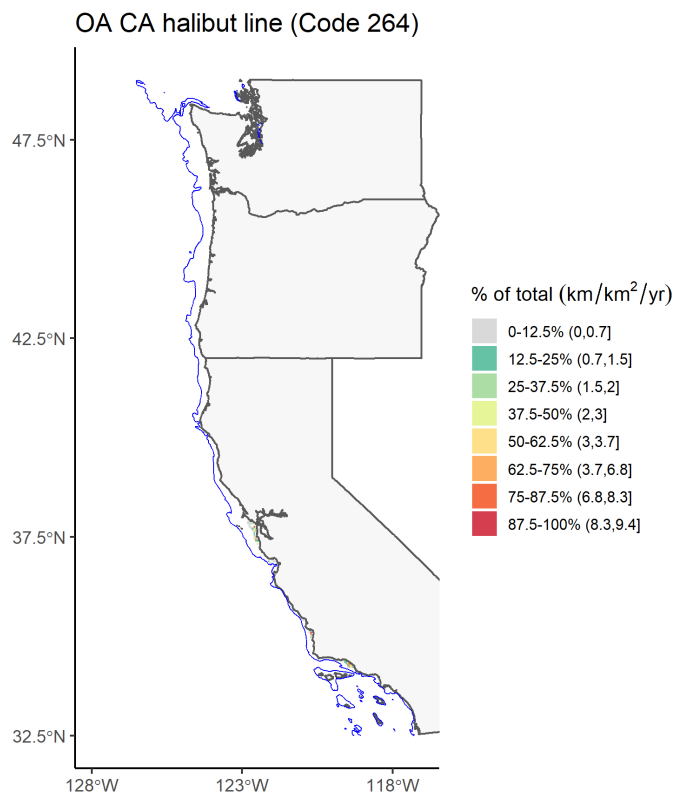 OA CA halibut line (Code 264)
47.5°N
42.5°N
37.5°N
32.5°N
128°W
123°W
118°W
% of total (km/km²/yr)
0-12.5% (0,0.7]
12.5-25% (0.7,1.5]
25-37.5% (1.5,2]
37.5-50% (2,3]
50-62.5% (3,3.7]
62.5-75% (3.7,6.8]
75-87.5% (6.8,8.3]
87.5-100% (8.3,9.4]